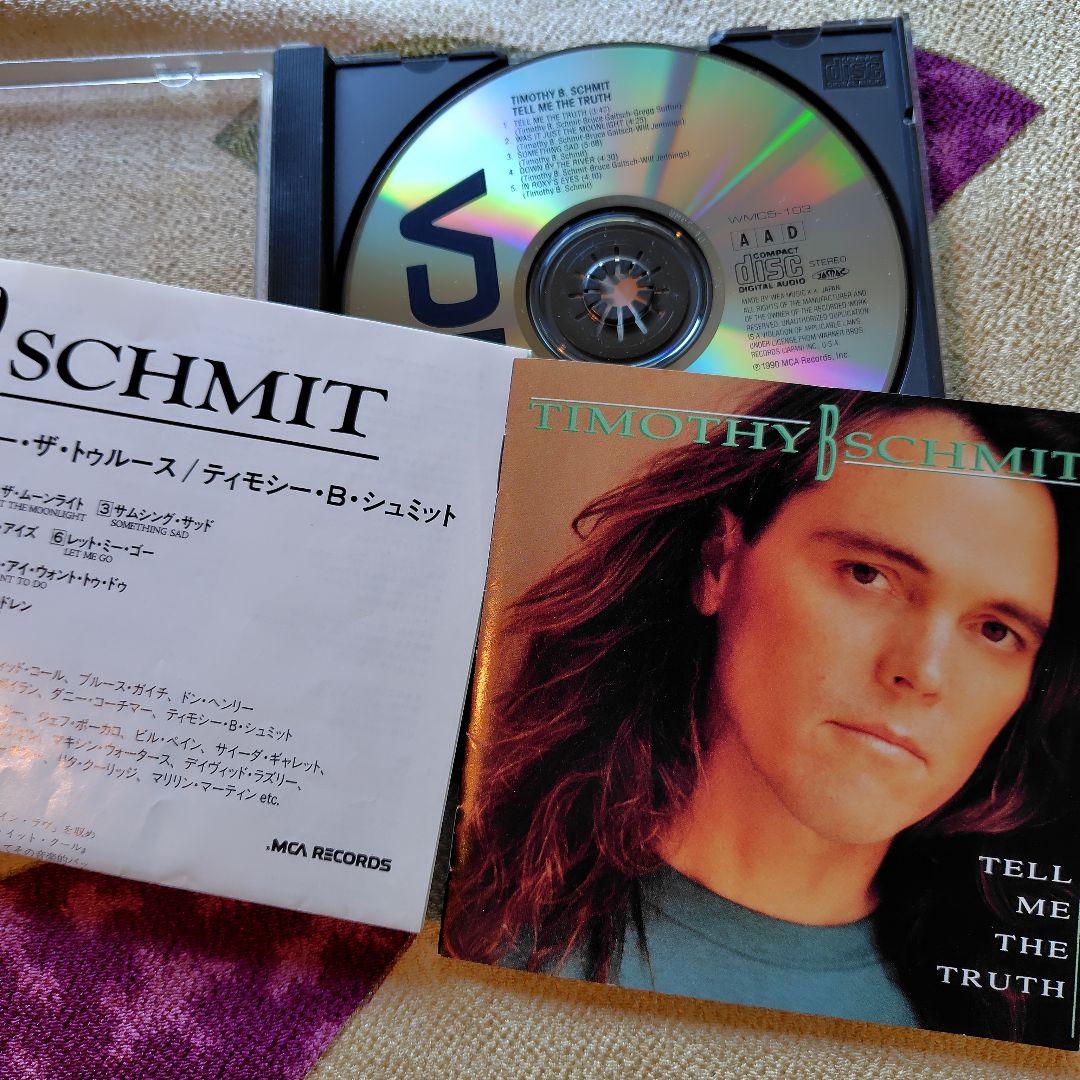 TIMOTHY B. SCHMIT
TELL ME THE TRUTH
1. TELL ME THE TRUTH (3:42)
(Timothy B. Schmit-Bruce Gaitsch-Gregg Sutton)
2. WAS IT JUST THE MOONLIGHT (4:25)
(Timothy B. Schmit-Bruce Gaitsch-Will Jennings)
3. SOMETHING SAD (5:08)
(Timothy B. Schmit)
4. DOWN BY THE RIVER (4:30)
(Timothy B. Schmit-Bruce Gaitsch-Will Jennings)
5. IN ROXY'S EYES (4:10)
(Timothy B. Schmit)
WMC5-103
A A D
COMPACT
disc
DIGITAL AUDIO
STEREO
MADE BY WEA MUSIC K.K. JAPAN.
ALL RIGHTS OF THE MANUFACTURER AND
OF THE OWNER OF THE RECORDED WORK
RESERVED. UNAUTHORIZED DUPLICATION
IS A VIOLATION OF APPLICABLE LAWS.
UNDER LICENSE FROM WARNER BROS.
RECORDS (JAPAN) INC., U.S.A.
℗1990 MCA Records, Inc.
SCHMIT
ー・ザ・トゥルース/ティモシー・B・シュミット
ザ・ムーンライト 3 サムシング・サッド
T THE MOONLIGHT SOMETHING SAD
・アイズ 6 レット・ミー・ゴー
LET ME GO
・アイ・ウォント・トゥ・ドゥ
NT TO DO
ドレン
ィッド・コール、ブルース・ガイチ、ドン・ヘンリー
ダニー・コーチマー、ティモシー・B・シュミット
ジェフ・ポーカロ、ビル・ペイン、サイーダ・ギャレット、
マキシン・ウォータース、デイヴィッド・ラズリー、
クーリッジ、マリリン・マーティン etc.
MCA RECORDS
TIMOTHY B SCHMIT
TELL
ME
THE
TRUTH